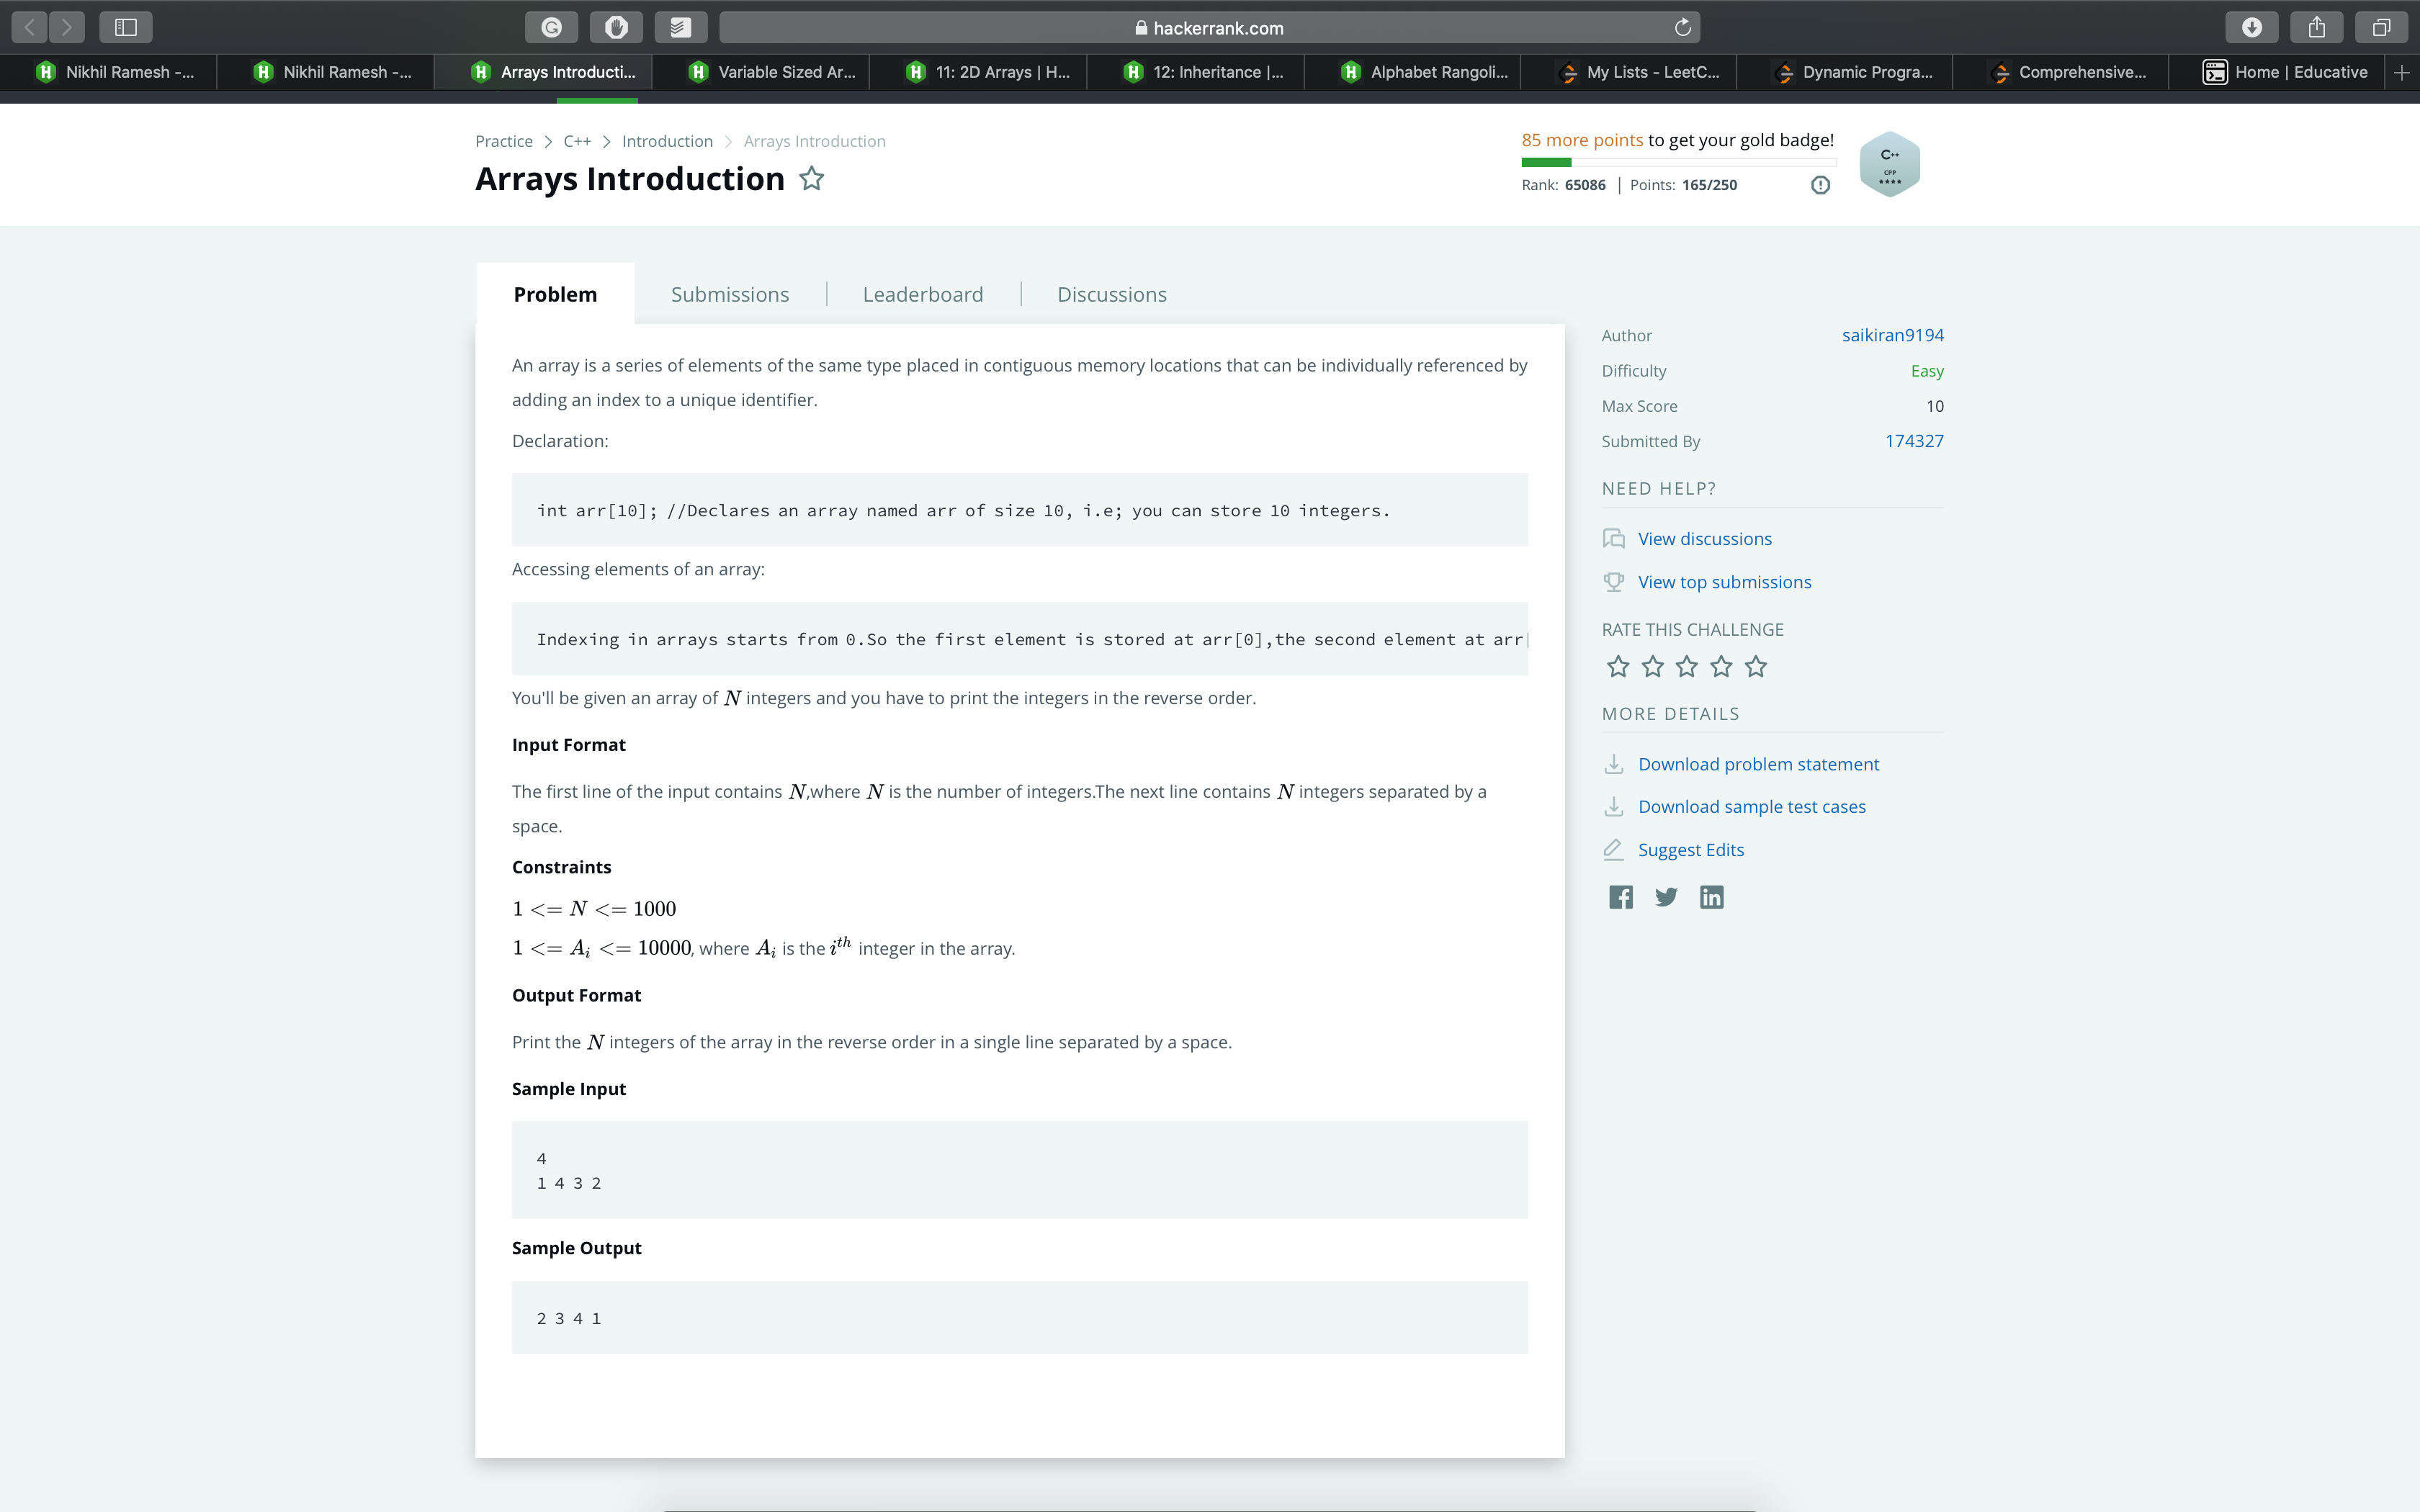 hackerrank.com
Nikhil Ramesh -...
Nikhil Ramesh -...
Arrays Introducti...
Variable Sized Ar...
11: 2D Arrays | H...
12: Inheritance |...
Alphabet Rangoli...
My Lists - LeetC...
Dynamic Progra...
Comprehensive...
Home | Educative
Practice > C++ > Introduction > Arrays Introduction
Arrays Introduction
85 more points to get your gold badge!
Rank: 65086 | Points: 165/250
C++
CPP
Problem
Submissions
Leaderboard
Discussions
An array is a series of elements of the same type placed in contiguous memory locations that can be individually referenced by
adding an index to a unique identifier.
Declaration:
int arr[10]; //Declares an array named arr of size 10, i.e; you can store 10 integers.
Accessing elements of an array:
Indexing in arrays starts from 0.So the first element is stored at arr[0],the second element at arr[
You'll be given an array of N integers and you have to print the integers in the reverse order.
Input Format
The first line of the input contains N,where N is the number of integers.The next line contains N integers separated by a
space.
Constraints
1 <= N <= 1000
1 <= Ai <= 10000, where Ai is the ith integer in the array.
Output Format
Print the N integers of the array in the reverse order in a single line separated by a space.
Sample Input
4
1 4 3 2
Sample Output
2 3 4 1
Author saikiran9194
Difficulty Easy
Max Score 10
Submitted By 174327
NEED HELP?
View discussions
View top submissions
RATE THIS CHALLENGE
MORE DETAILS
Download problem statement
Download sample test cases
Suggest Edits